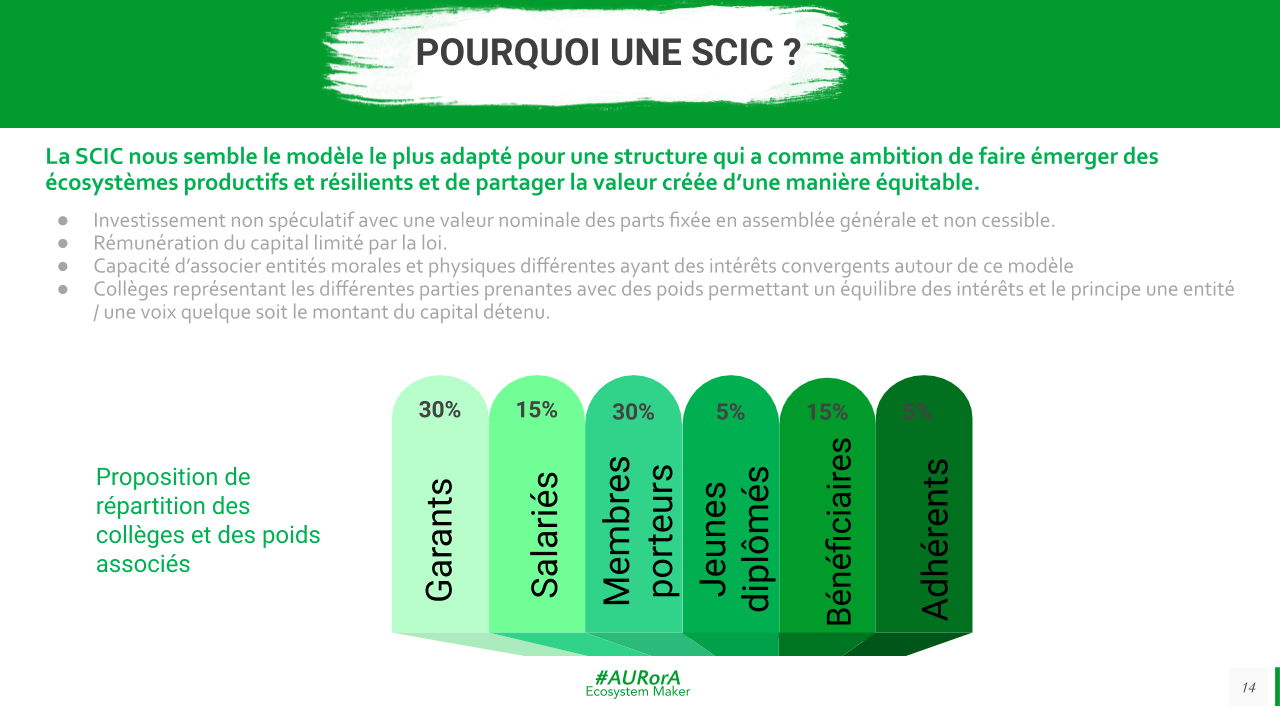 POURQUOI UNE SCIC ?
La SCIC nous semble le modèle le plus adapté pour une structure qui a comme ambition de faire émerger des
écosystèmes productifs et résilients et de partager la valeur créée d’une manière équitable.
● Investissement non spéculatif avec une valeur nominale des parts fixée en assemblée générale et non cessible.
● Rémunération du capital limité par la loi.
● Capacité d’associer entités morales et physiques différentes ayant des intérêts convergents autour de ce modèle
● Collèges représentant les différentes parties prenantes avec des poids permettant un équilibre des intérêts et le principe une entité
/ une voix quelque soit le montant du capital détenu.
Proposition de
répartition des
collèges et des poids
associés
30%
Garants
15%
Salariés
30%
Membres
porteurs
5%
Jeunes
diplômés
15%
Bénéficiaires
5%
Adhérents
#AURorA
Ecosystem Maker
14